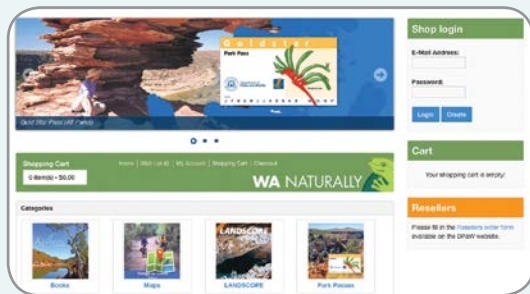 Goldstar
Park Pass
Gold Star Pass (All Parks)
Shopping Cart
0 item(s) - $0.00
Home | Wish List (0) | My Account | Shopping Cart | Checkout
WA NATURALLY
Categories
LANDSCOPE
Books
Maps
LANDSCOPE
Park Passes
Shop login
E-Mail Address:
Password:
Login
Create
Cart
Your shopping cart is empty!
Resellers
Please fill in the Resellers order form
available on the DPaW website.